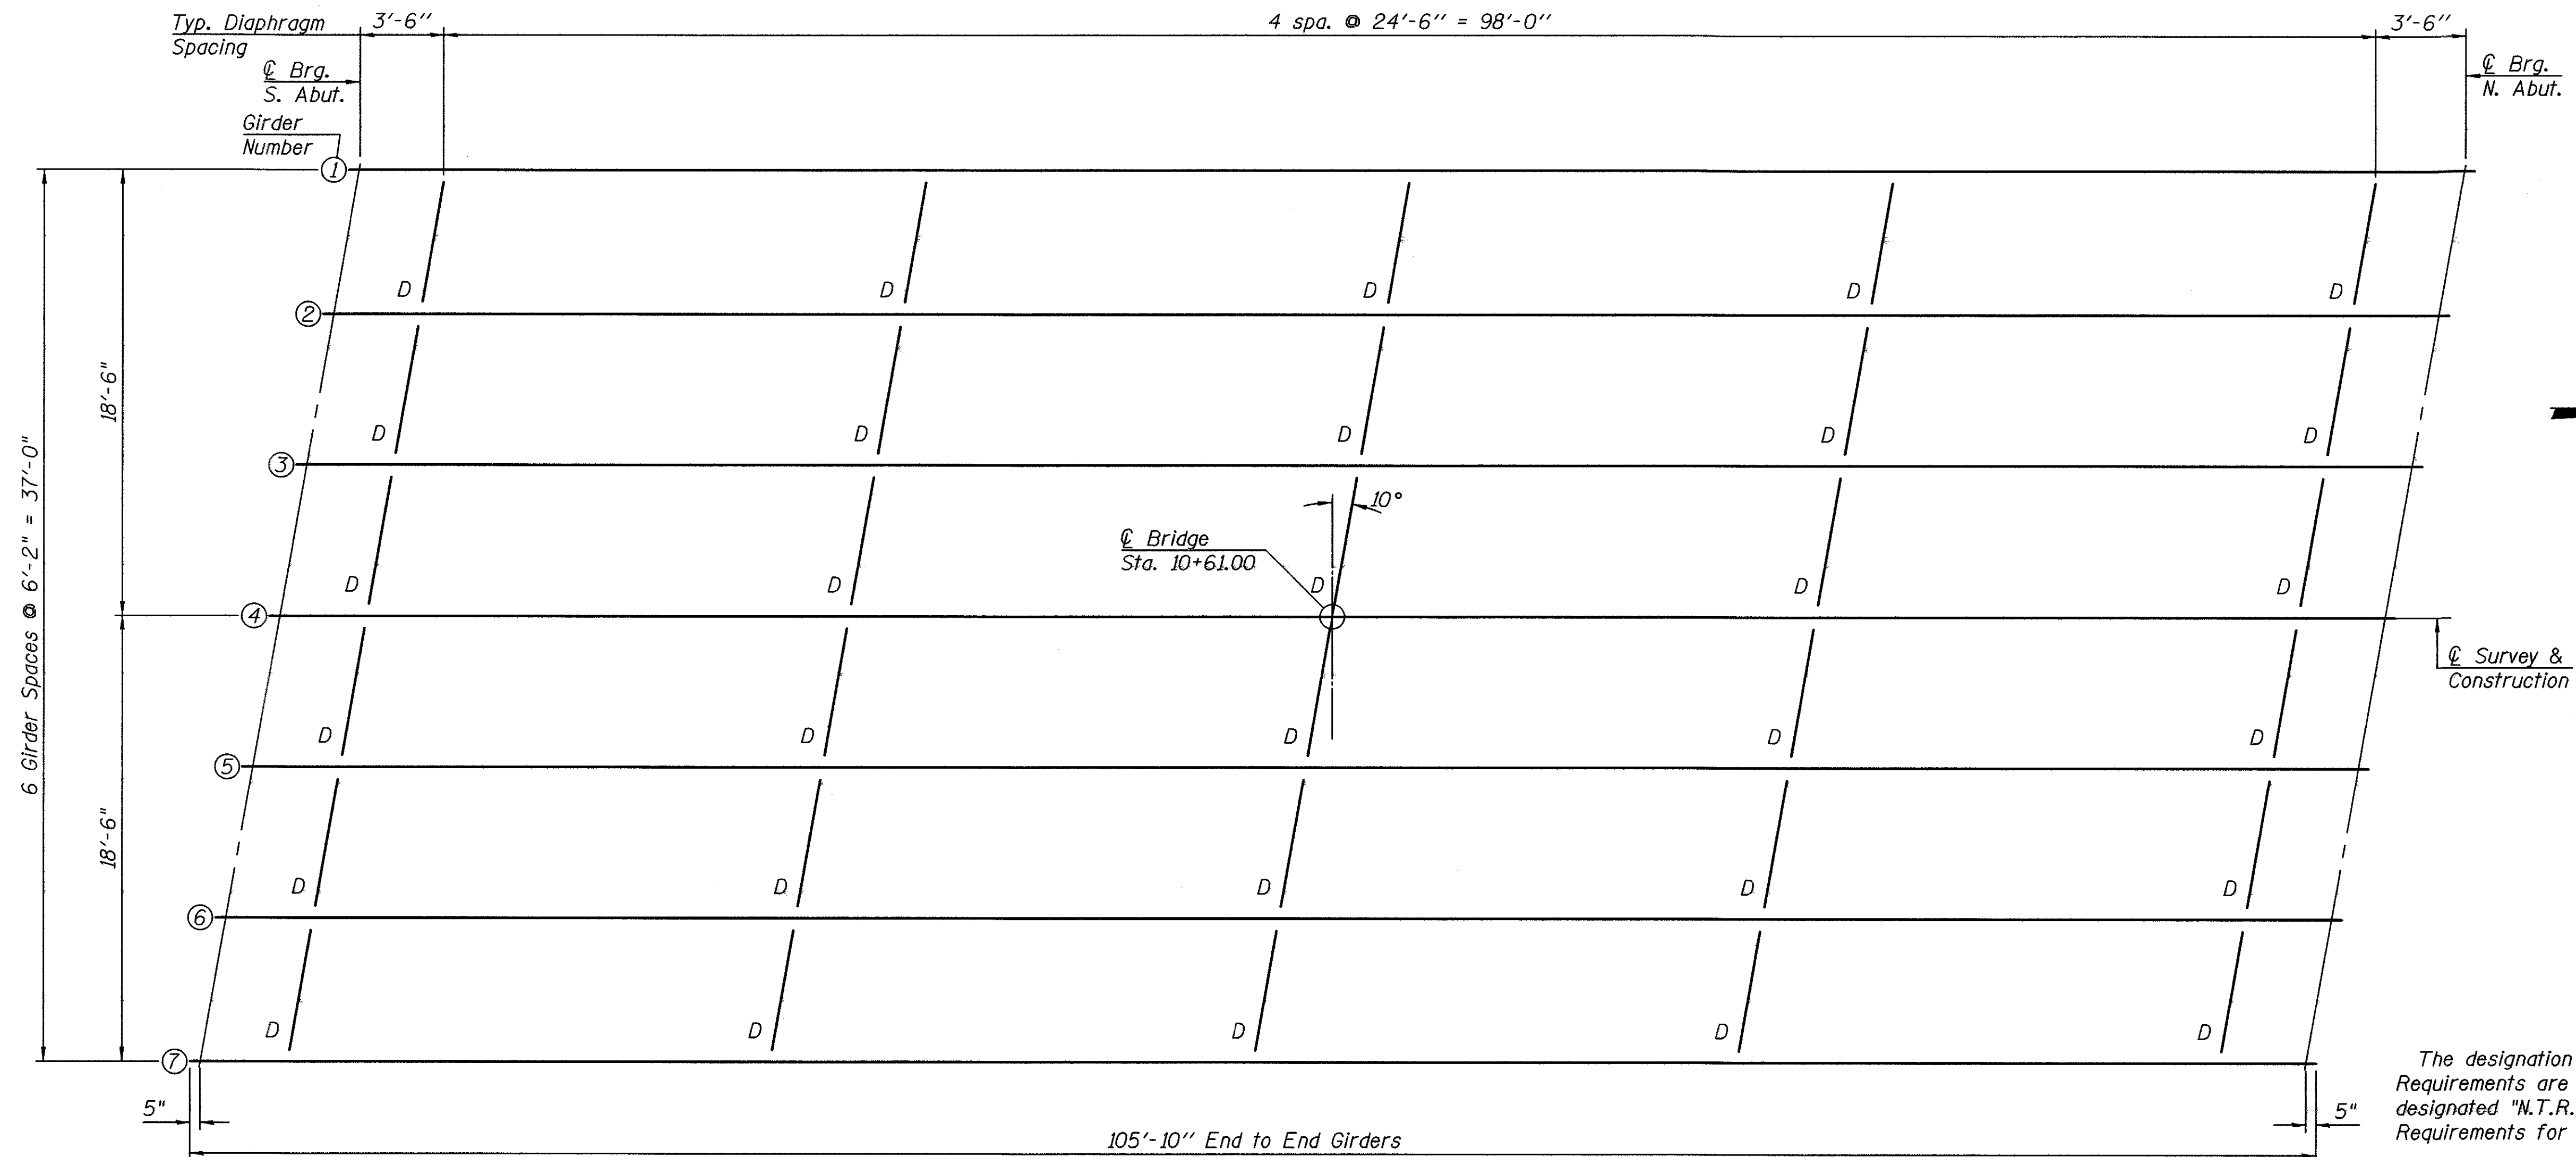 Typ. Diaphragm
Spacing
3'-6"
4 spa. @ 24'-6" = 98'-0"
3'-6"
℄ Brg.
S. Abut.
℄ Brg.
N. Abut.
Girder
Number
1
D D D D D
2
18'-6"
D D D D D
3
6 Girder Spaces @ 6'-2" = 37'-0"
10°
℄ Bridge
Sta. 10+61.00
D D D D D
4
℄ Survey &
Construction
D D D D D
5
18'-6"
D D D D D
6
D D D D D
7
The designation
Requirements are
designated "N.T.R.
Requirements for
5"
5"
105'-10" End to End Girders